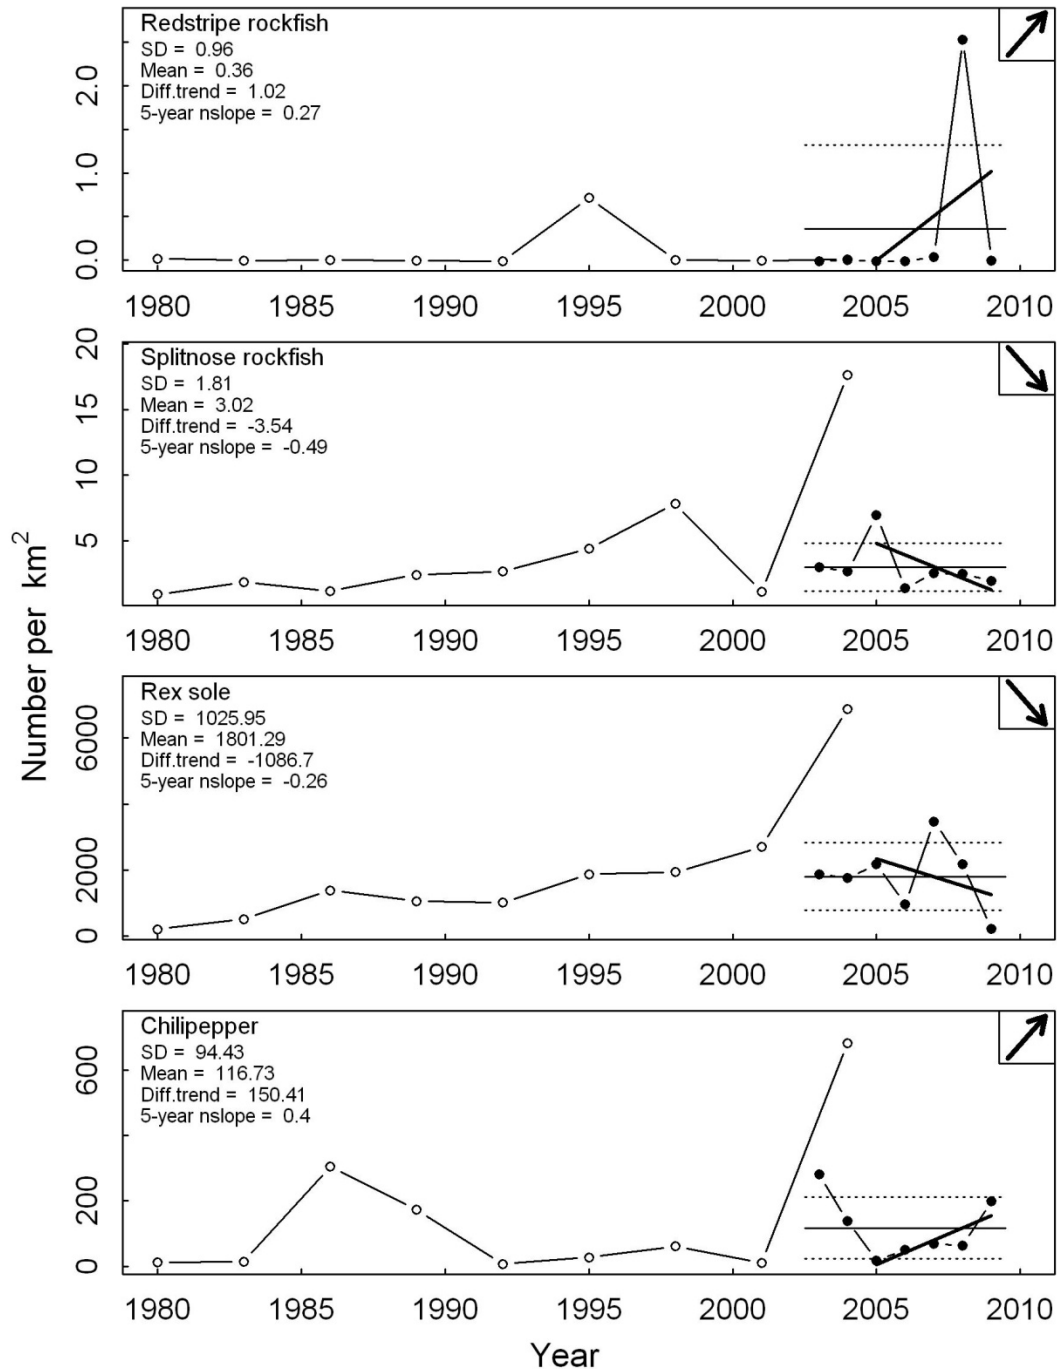 Redstripe rockfish
SD = 0.96
Mean = 0.36
Diff.trend = 1.02
5-year nslope = 0.27
0.0 1.0 2.0
1980 1985 1990 1995 2000 2005 2010
Splitnose rockfish
SD = 1.81
Mean = 3.02
Diff.trend = -3.54
5-year nslope = -0.49
5 10 15 20
1980 1985 1990 1995 2000 2005 2010
Number per km²
Rex sole
SD = 1025.95
Mean = 1801.29
Diff.trend = -1086.7
5-year nslope = -0.26
0 2000 6000
1980 1985 1990 1995 2000 2005 2010
Chilipepper
SD = 94.43
Mean = 116.73
Diff.trend = 150.41
5-year nslope = 0.4
0 200 600
1980 1985 1990 1995 2000 2005 2010
Year